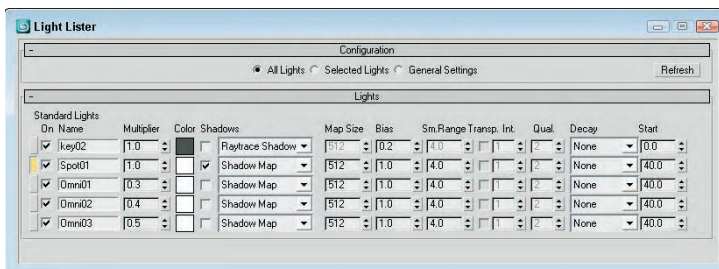 Light Lister
- Configuration
All Lights Selected Lights General Settings Refresh
- Lights
Standard Lights
On Name Multiplier Color Shadows Map Size Bias Sm.Range Transp. Int. Qual. Decay Start
key02 1.0 Raytrace Shadow 512 0.2 4.0 1 2 None 0.0
Spot01 1.0 Shadow Map 512 1.0 4.0 1 2 None 40.0
Omni01 0.3 Shadow Map 512 1.0 4.0 1 2 None 40.0
Omni02 0.4 Shadow Map 512 1.0 4.0 1 2 None 40.0
Omni03 0.5 Shadow Map 512 1.0 4.0 1 2 None 40.0